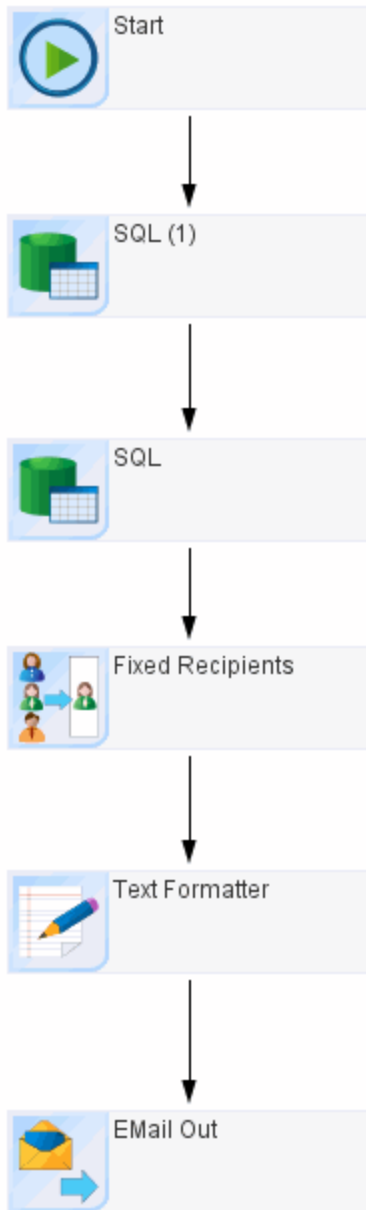 Start
SQL (1)
SQL
Fixed Recipients
Text Formatter
EMail Out